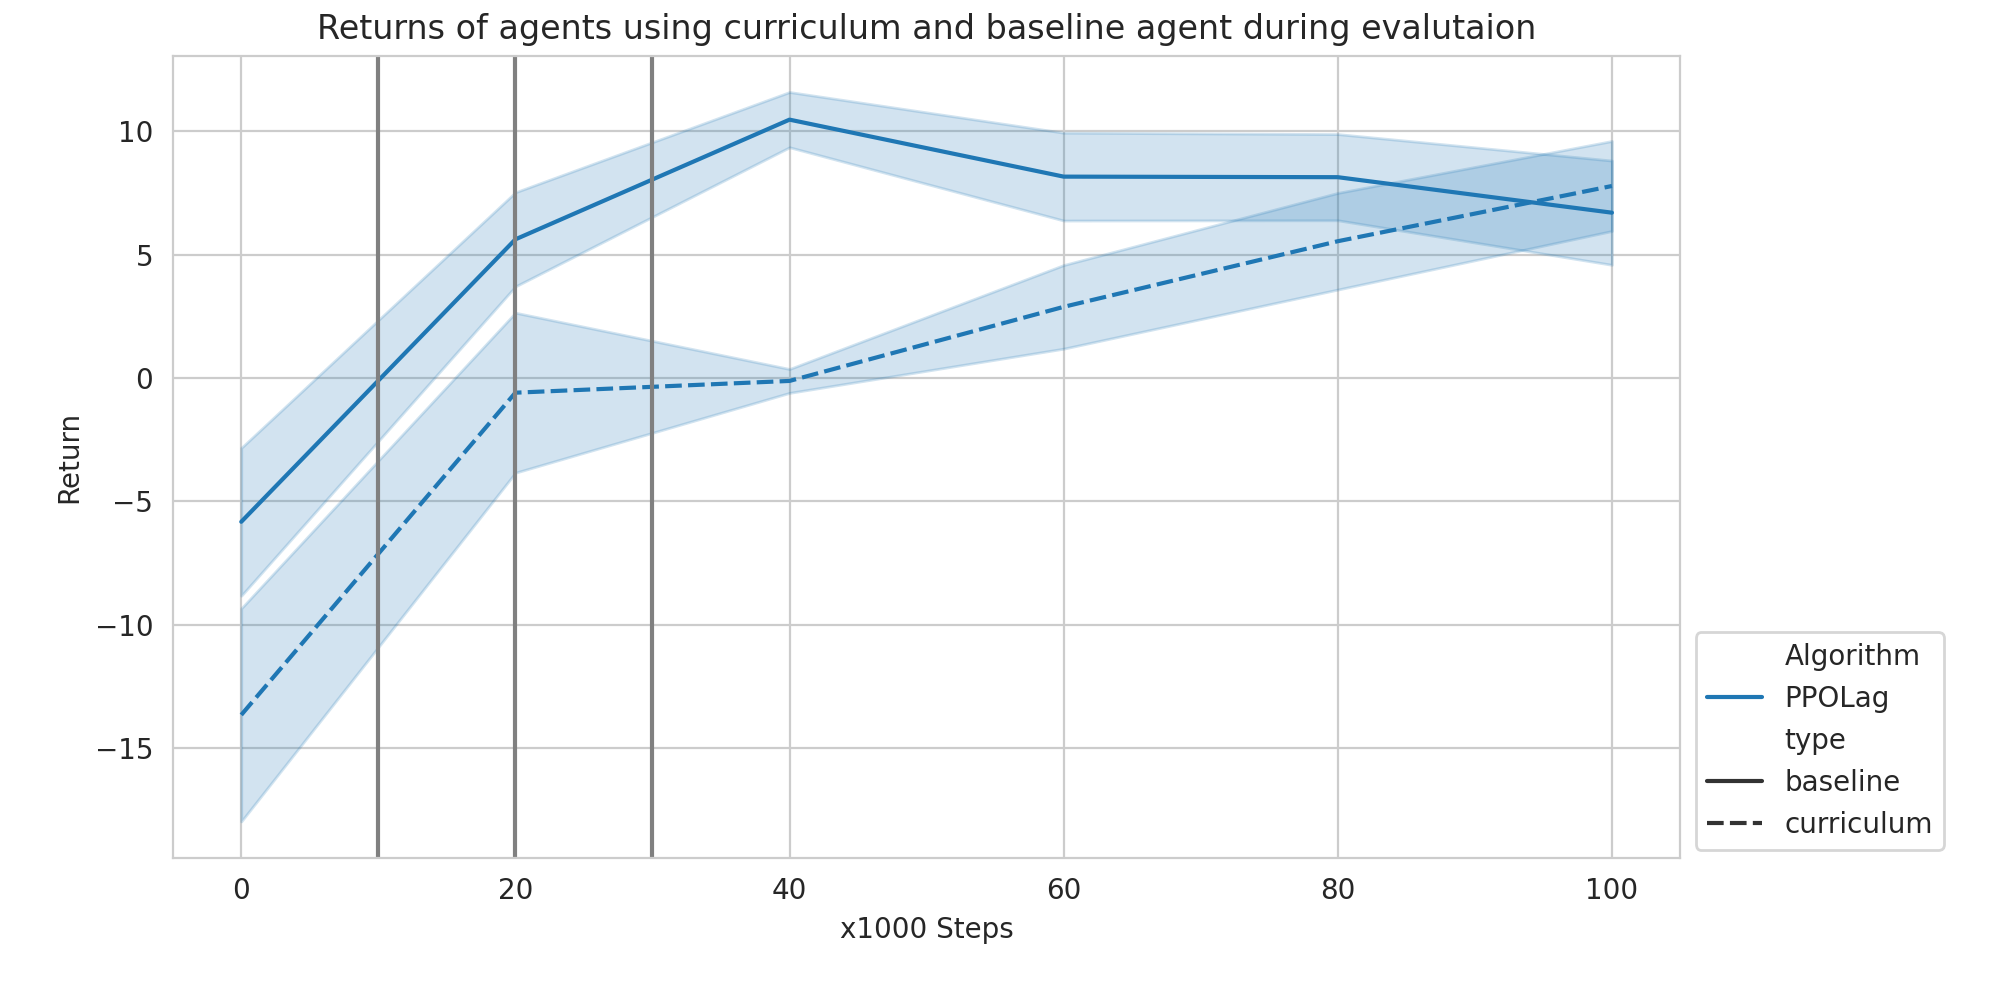 Returns of agents using curriculum and baseline agent during evalutaion
10
5
0
−5
−10
−15
Return
0 20 40 60 80 100
x1000 Steps
Algorithm
PPOLag
type
baseline
curriculum